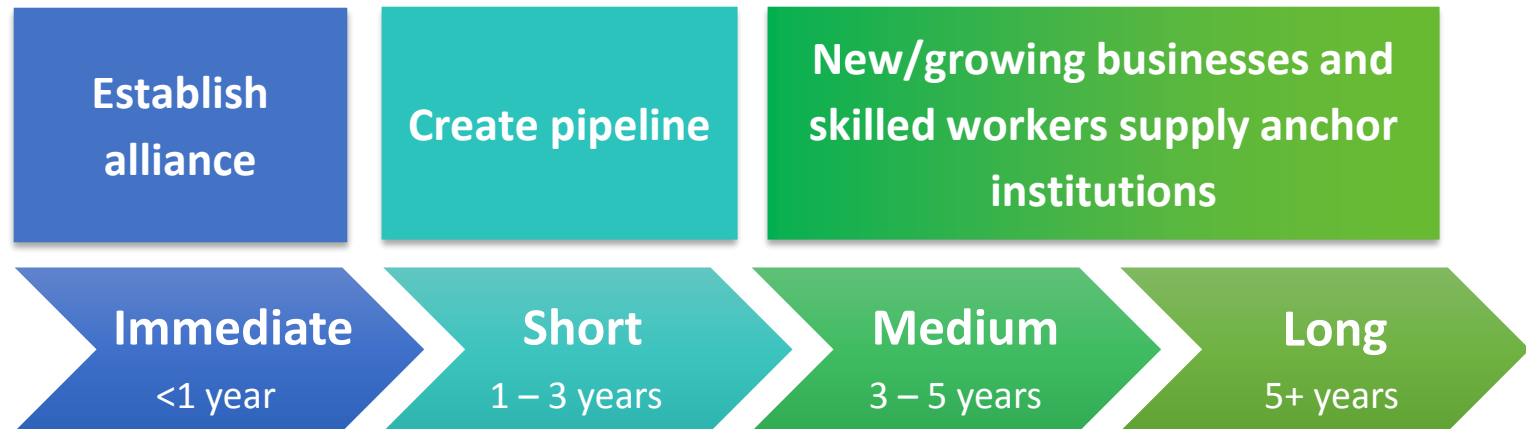 Establish
alliance
Create pipeline
New/growing businesses and
skilled workers supply anchor
institutions
Immediate
<1 year
Short
1 – 3 years
Medium
3 – 5 years
Long
5+ years